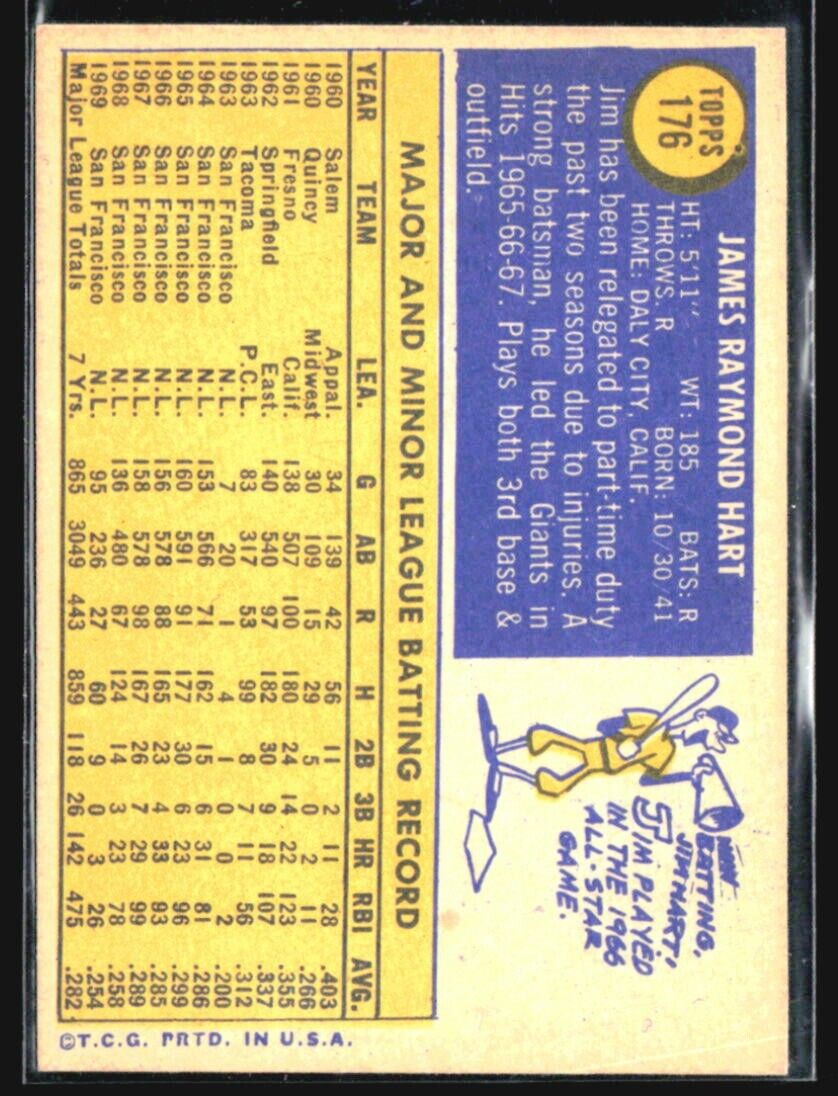 TOPPS
176
JAMES RAYMOND HART
HT: 5'11" WT: 185 BATS: R
THROWS: R BORN: 10/30/41
HOME: DALY CITY, CALIF.
Jim has been relegated to part-time duty
the past two seasons due to injuries. A
strong batsman, he led the Giants in
Hits 1965-66-67. Plays both 3rd base &
outfield.
NOW
BATTING,
JIM HART!
JIM PLAYED
IN THE 1966
ALL-STAR
GAME.
MAJOR AND MINOR LEAGUE BATTING RECORD
YEAR TEAM LEA. G AB R H 2B 3B HR RBI AVG.
1960 Salem Appal. 34 139 42 56 11 2 11 28 .403
1960 Quincy Midwest 30 109 15 29 5 0 2 11 .266
1961 Fresno Calif. 138 507 100 180 24 14 22 123 .355
1962 Springfield East. 140 540 97 182 30 9 18 107 .337
1963 Tacoma P.C.L. 83 317 53 99 8 7 11 56 .312
1963 San Francisco N.L. 7 20 1 4 1 0 0 2 .200
1964 San Francisco N.L. 153 566 71 162 15 6 31 81 .286
1965 San Francisco N.L. 160 591 91 177 30 6 23 96 .299
1966 San Francisco N.L. 156 578 88 165 23 4 33 93 .285
1967 San Francisco N.L. 158 578 98 167 26 7 29 99 .289
1968 San Francisco N.L. 136 480 67 124 14 3 23 78 .258
1969 San Francisco N.L. 95 236 27 60 9 0 3 26 .254
Major League Totals 7 Yrs. 865 3049 443 859 118 26 142 475 .282
©T.C.G. PRTD. IN U.S.A.